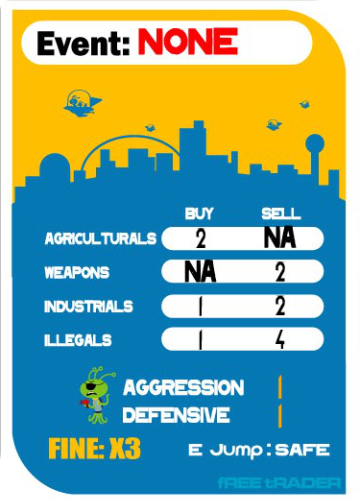 Event: NONE
BUY SELL
AGRICULTURALS 2 NA
WEAPONS NA 2
INDUSTRIALS 1 2
ILLEGALS 1 4
AGGRESSION 1
DEFENSIVE 1
FINE: X3 E Jump: SAFE
fREE tRADER